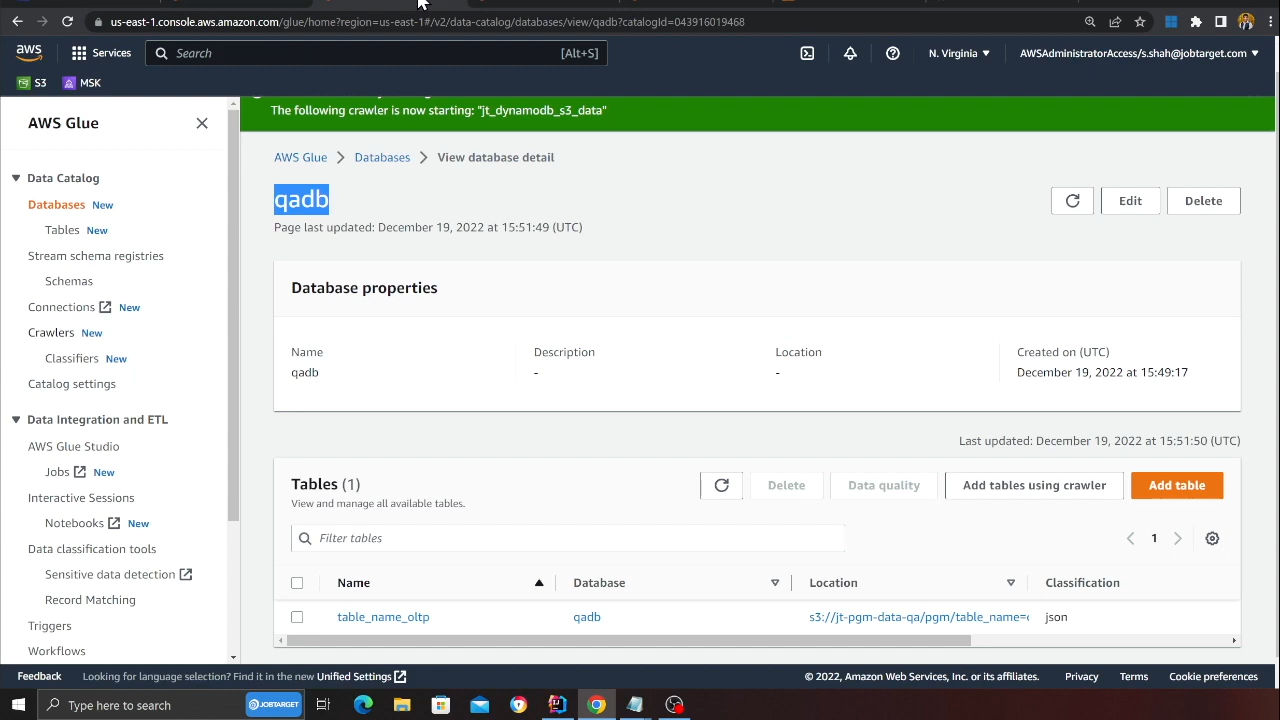 us-east-1.console.aws.amazon.com/glue/home?region=us-east-1#/v2/data-catalog/databases/view/qadb?catalogId=043916019468
aws Services Search [Alt+S] N. Virginia AWSAdministratorAccess/s.shah@jobtarget.com
S3 MSK
The following crawler is now starting: "jt_dynamodb_s3_data"
AWS Glue
Data Catalog
Databases New
Tables New
Stream schema registries
Schemas
Connections New
Crawlers New
Classifiers New
Catalog settings
Data Integration and ETL
AWS Glue Studio
Jobs New
Interactive Sessions
Notebooks New
Data classification tools
Sensitive data detection
Record Matching
Triggers
Workflows
AWS Glue Databases View database detail
qadb
Edit Delete
Page last updated: December 19, 2022 at 15:51:49 (UTC)
Database properties
Name Description Location Created on (UTC)
qadb - - December 19, 2022 at 15:49:17
Last updated: December 19, 2022 at 15:51:50 (UTC)
Tables (1)
Delete Data quality Add tables using crawler Add table
View and manage all available tables.
Filter tables
1
Name Database Location Classification
table_name_oltp qadb s3://jt-pgm-data-qa/pgm/table_name= json
Feedback Looking for language selection? Find it in the new Unified Settings © 2022, Amazon Web Services, Inc. or its affiliates. Privacy Terms Cookie preferences
Type here to search JOBTARGET